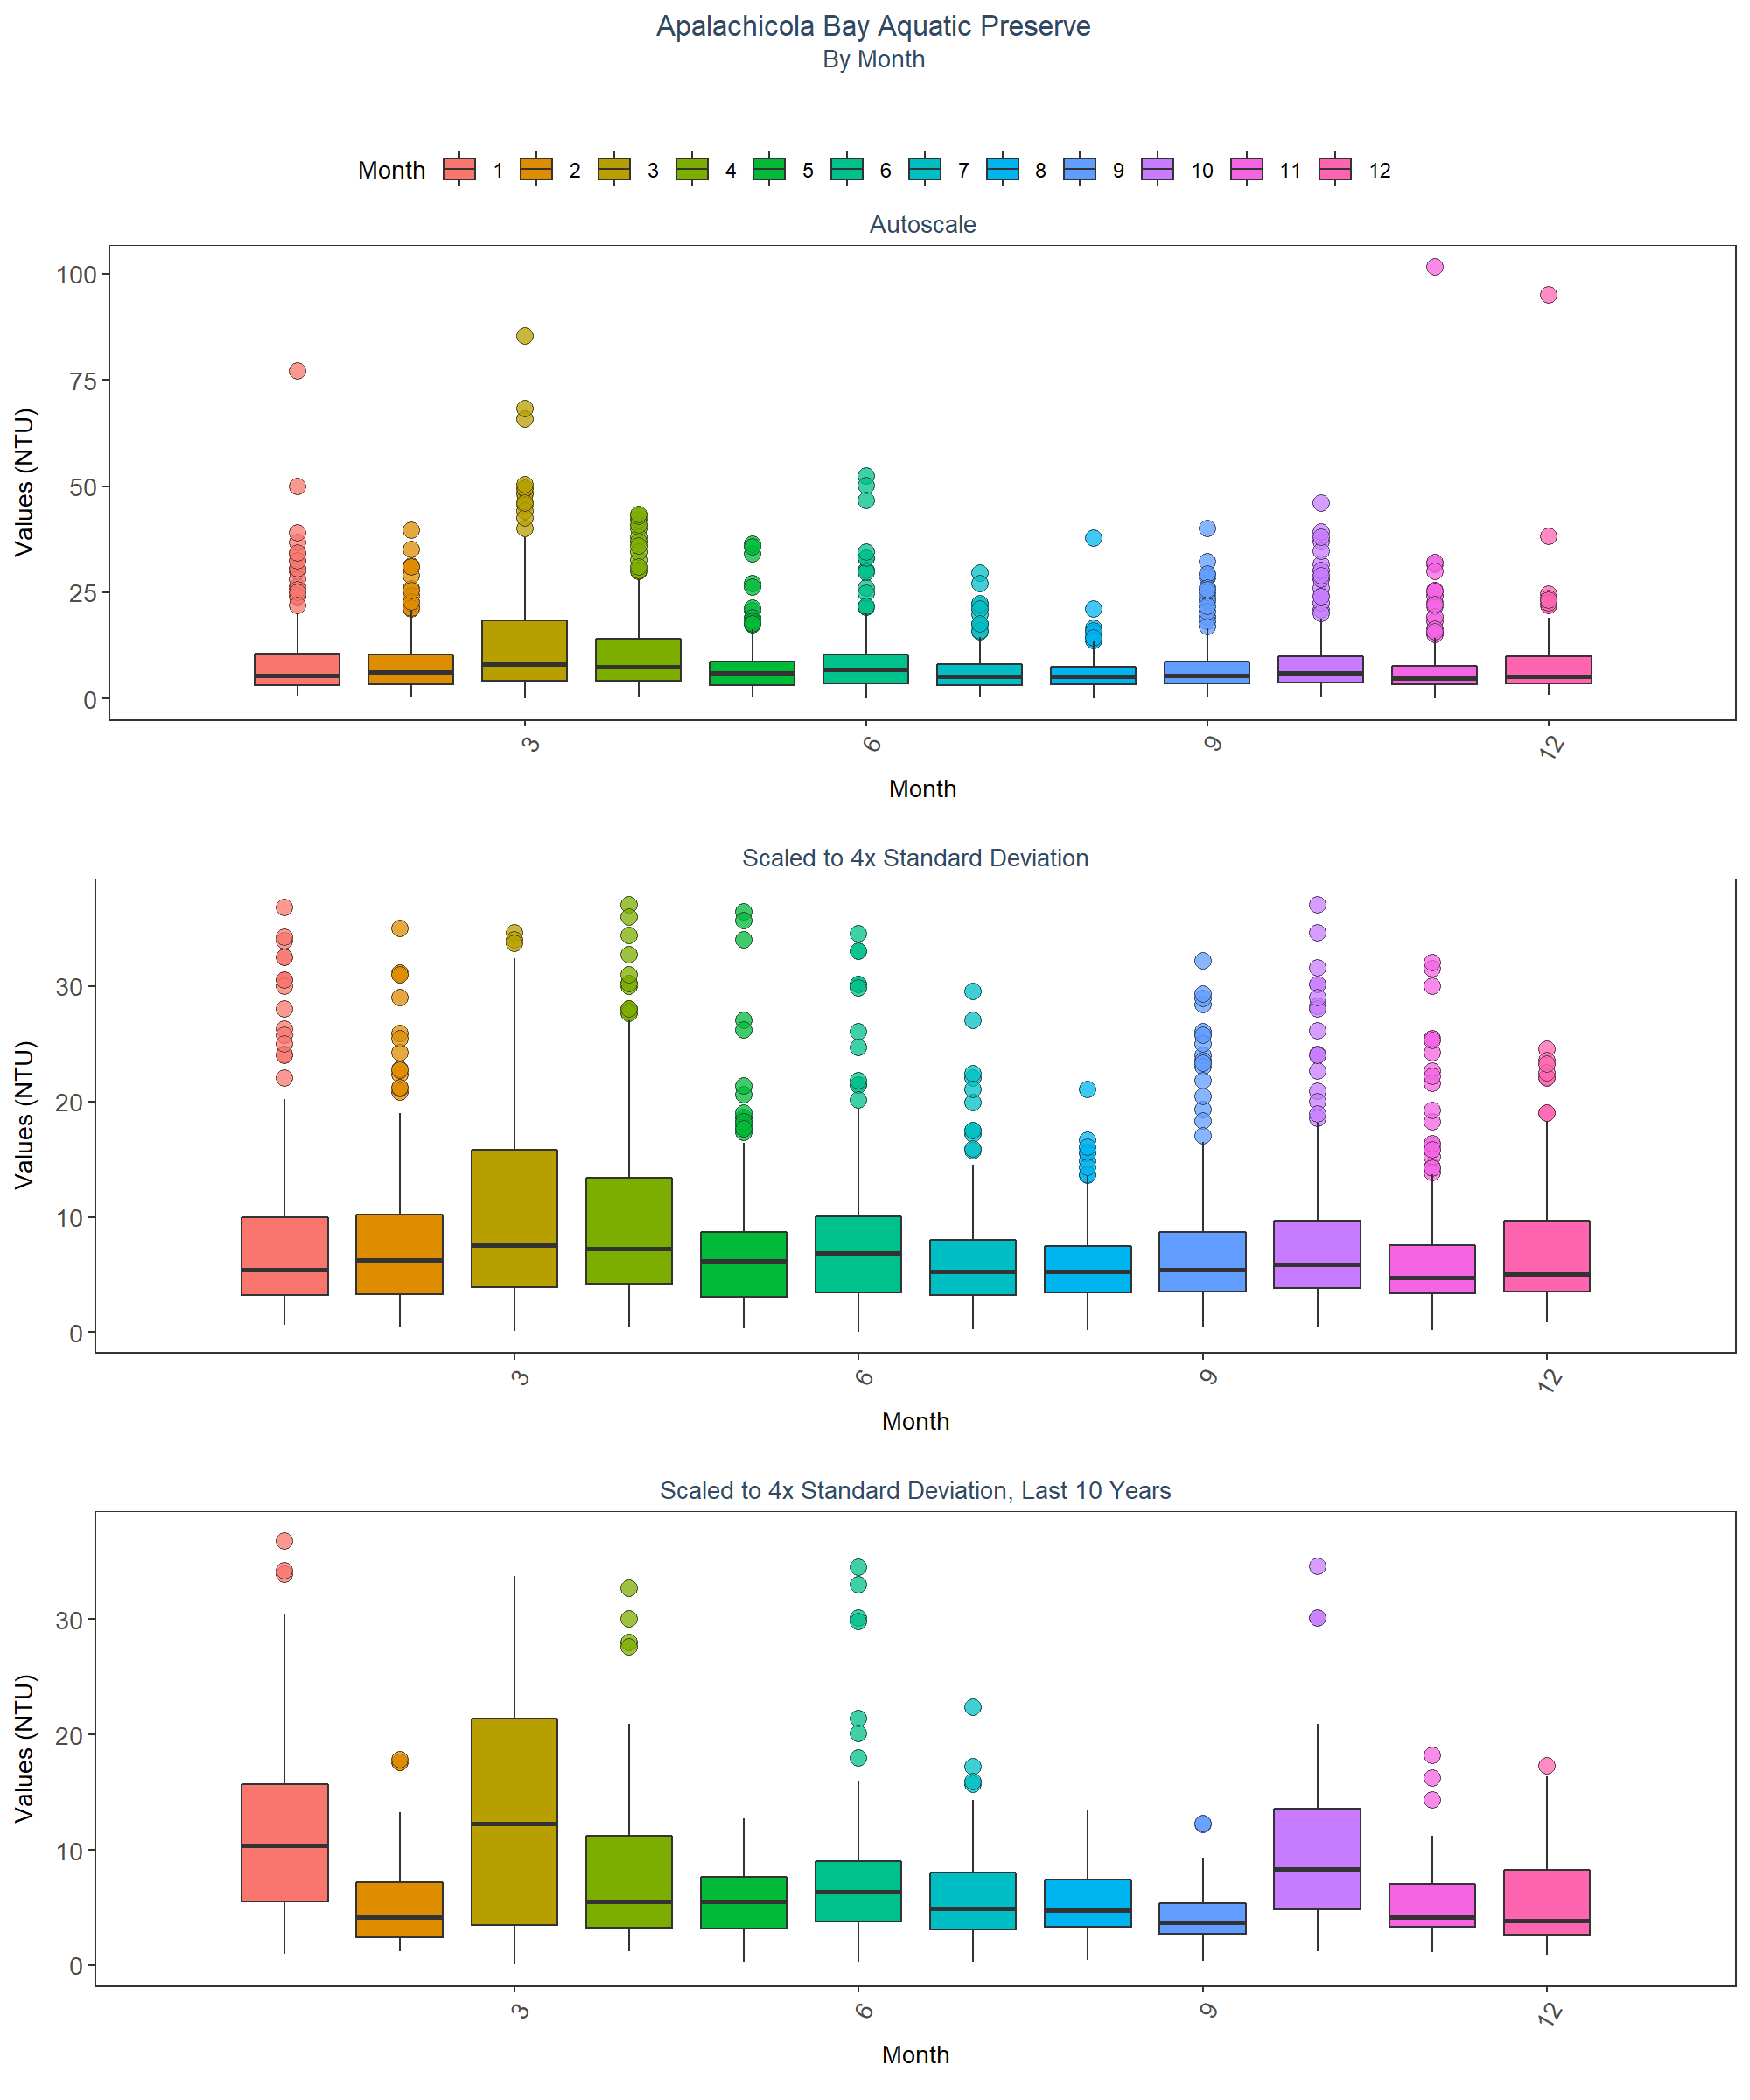 Apalachicola Bay Aquatic Preserve
By Month
Month 1 2 3 4 5 6 7 8 9 10 11 12
Autoscale
Values (NTU)
100
75
50
25
0
3 6 9 12
Month
Scaled to 4x Standard Deviation
Values (NTU)
30
20
10
0
3 6 9 12
Month
Scaled to 4x Standard Deviation, Last 10 Years
Values (NTU)
30
20
10
0
3 6 9 12
Month